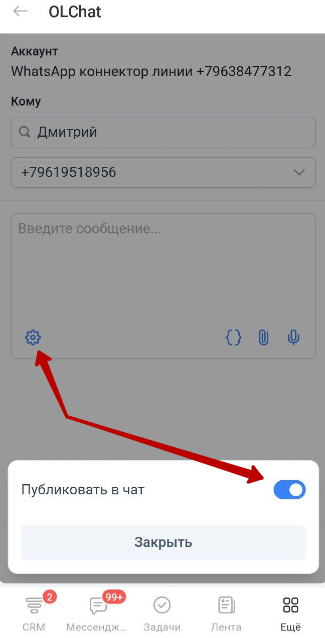 OLChat
Аккаунт
WhatsApp коннектор линии +79638477312
Кому
Дмитрий
+79619518956
Введите сообщение...
Публиковать в чат
Закрыть
2
99+
CRM
Мессендж...
Задачи
Лента
Ещё